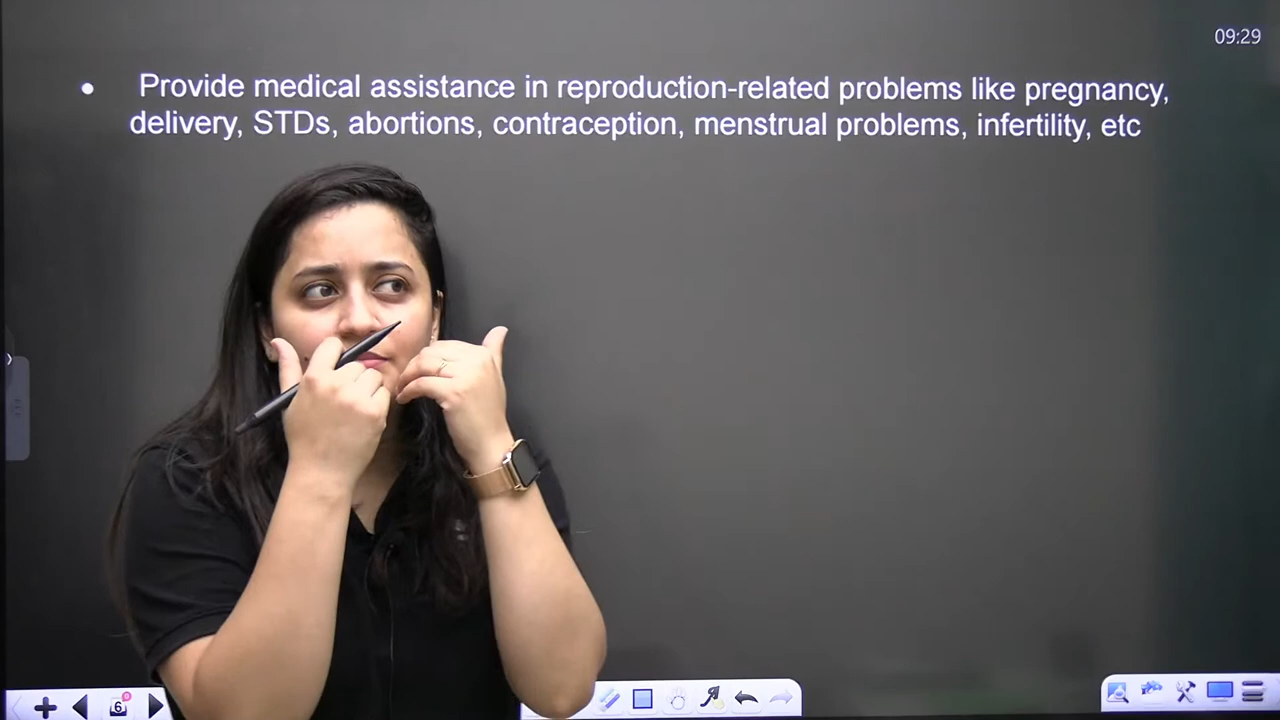 09:29
• Provide medical assistance in reproduction-related problems like pregnancy,
delivery, STDs, abortions, contraception, menstrual problems, infertility, etc
6